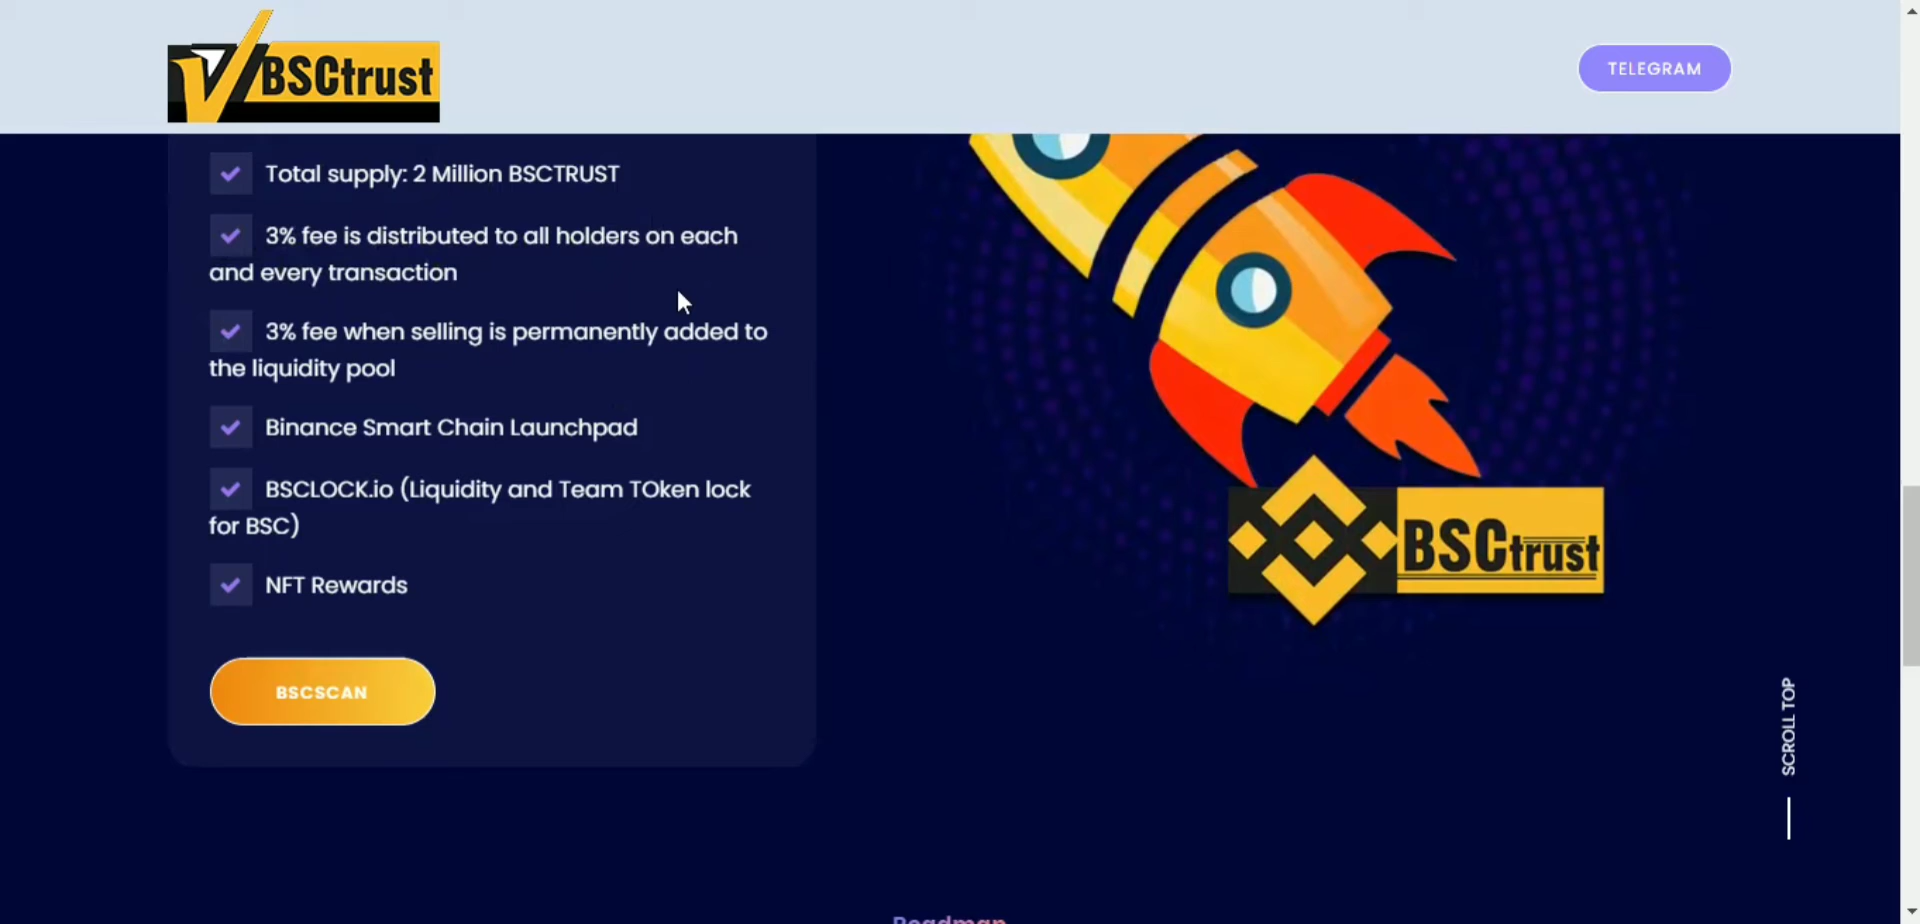 BSCtrust
TELEGRAM
Total supply: 2 Million BSCTRUST
3% fee is distributed to all holders on each
and every transaction
3% fee when selling is permanently added to
the liquidity pool
Binance Smart Chain Launchpad
BSCLOCK.io (Liquidity and Team TOken lock
for BSC)
NFT Rewards
BSCSCAN
BSCtrust
SCROLL TOP
Roadmap